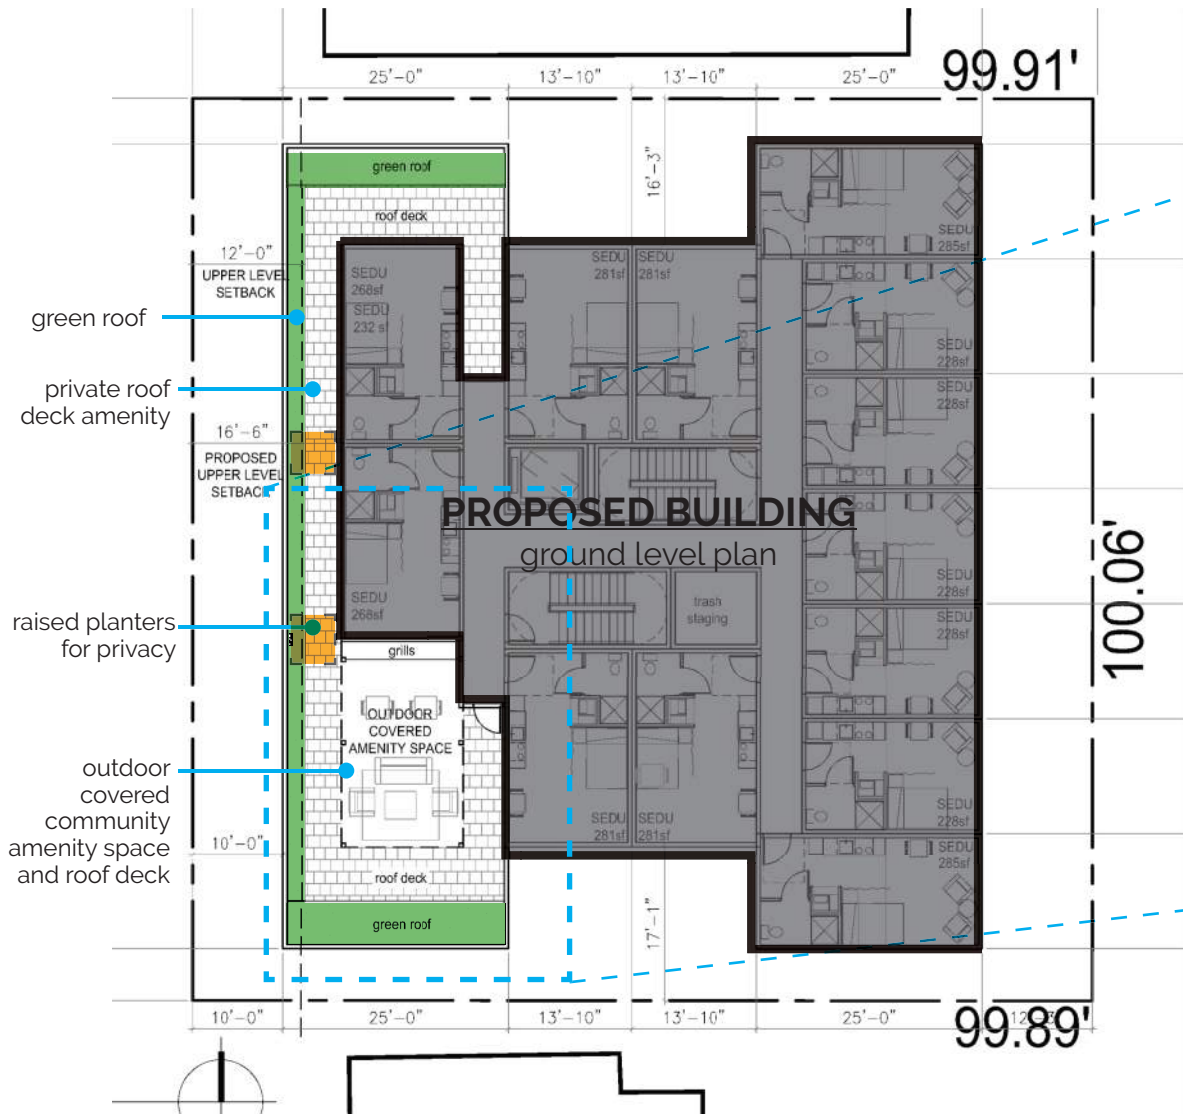 25'-0"
13'-10"
13'-10"
25'-0"
99.91'
green roof
16'-3"
roof deck
SEDU
285sf
12'-0"
UPPER LEVEL
SETBACK
SEDU
268sf
SEDU
232 sf
SEDU
281sf
SEDU
281sf
SEDU
228sf
green roof
private roof
deck amenity
SEDU
228sf
16'-6"
PROPOSED
UPPER LEVEL
SETBACK
PROPOSED BUILDING
ground level plan
SEDU
228sf
100.06'
SEDU
268sf
trash
staging
SEDU
228sf
raised planters
for privacy
grills
OUTDOOR
COVERED
AMENITY SPACE
outdoor
covered
community
amenity space
and roof deck
SEDU
228sf
10'-0"
SEDU
281sf
SEDU
281sf
SEDU
285sf
roof deck
green roof
17'-1"
10'-0"
25'-0"
13'-10"
13'-10"
25'-0"
99.89'